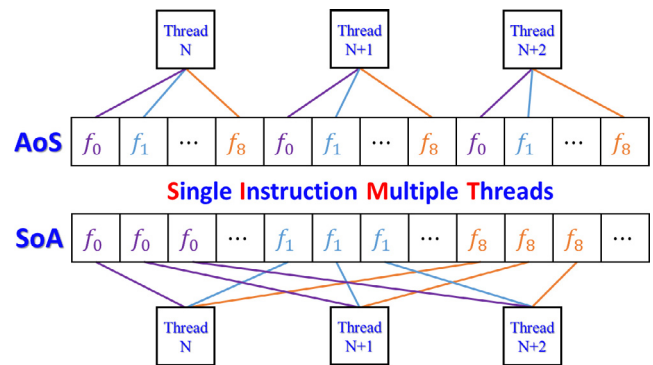 Thread Thread Thread
N N+1 N+2
AoS f₀ f₁ ... f₈ f₀ f₁ ... f₈ f₀ f₁ ... f₈
Single Instruction Multiple Threads
SoA f₀ f₀ f₀ ... f₁ f₁ f₁ ... f₈ f₈ f₈ ...
Thread Thread Thread
N N+1 N+2